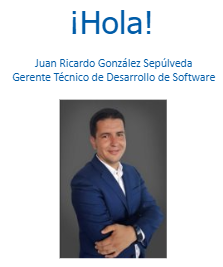 ¡Hola!
Juan Ricardo González Sepúlveda
Gerente Técnico de Desarrollo de Software